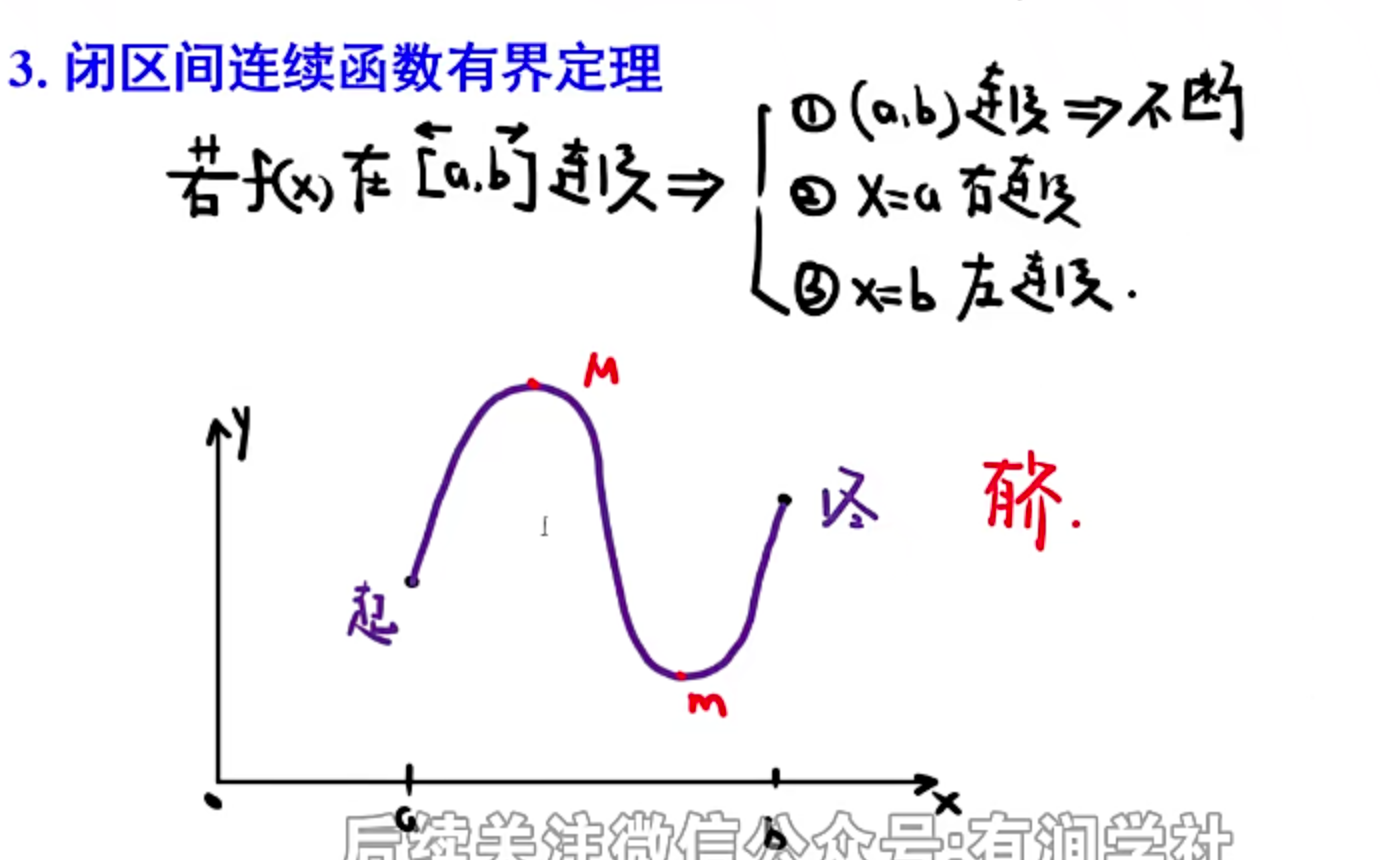 3. 闭区间连续函数有界定理
若f(x)在[a,b]连续⇒
① (a,b)连续⇒不断
② x=a 右连续
③ x=b 左连续.
M
y
终
有界.
起
m
o
a
b
x
后续关注微信公众号:有润学社